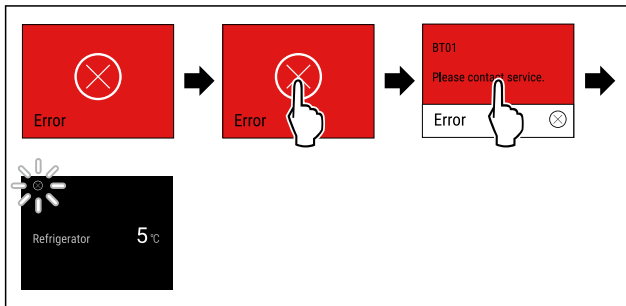 Error
Error
BT01
Please contact service.
Error
Refrigerator 5 °C